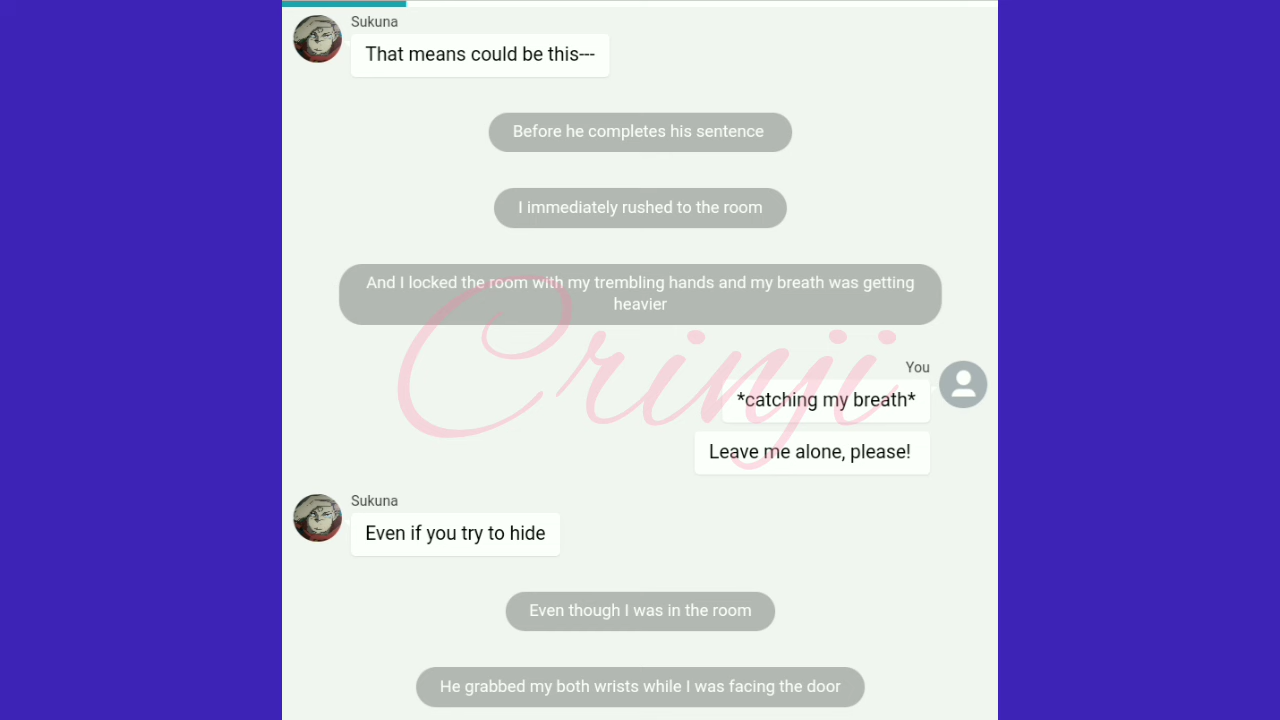 Sukuna
That means could be this---
Before he completes his sentence
I immediately rushed to the room
And I locked the room with my trembling hands and my breath was getting
heavier
Crinji
You
*catching my breath*
Leave me alone, please!
Sukuna
Even if you try to hide
Even though I was in the room
He grabbed my both wrists while I was facing the door